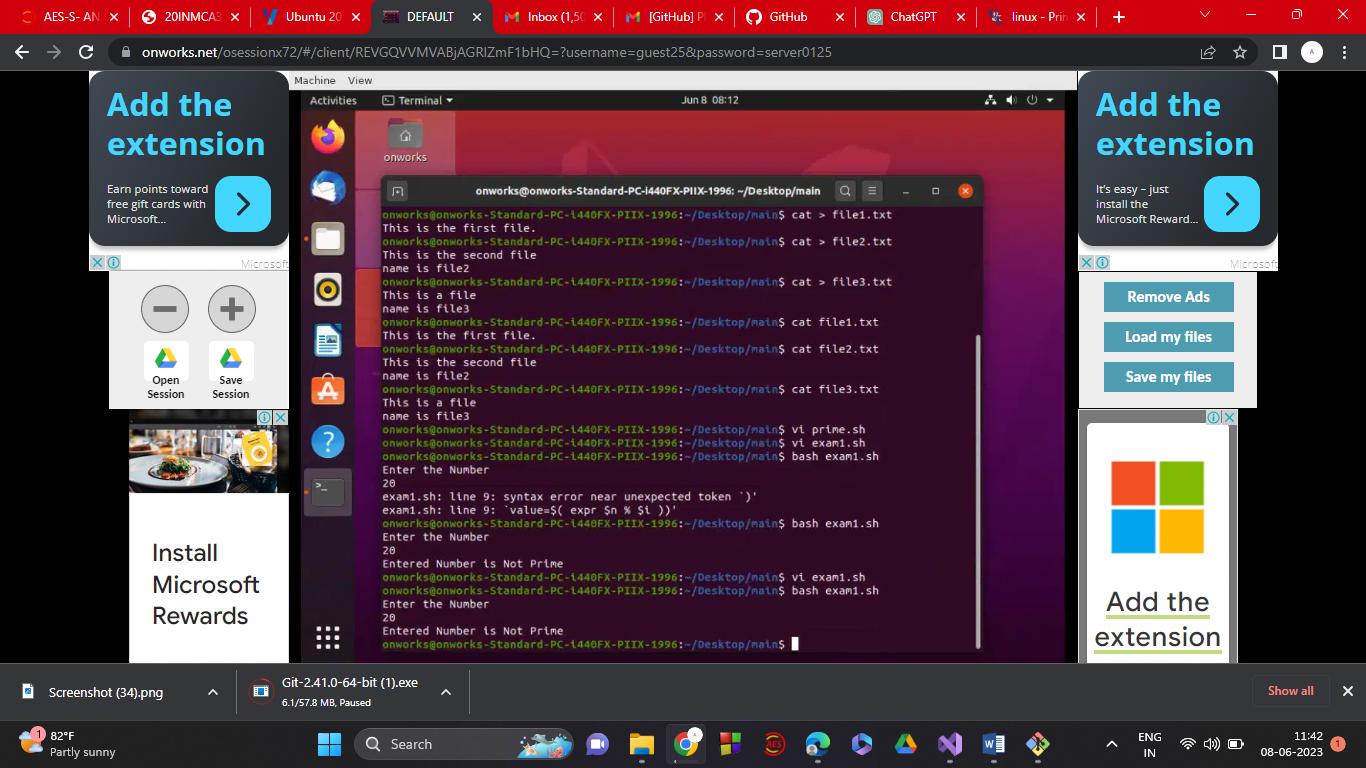 AES-S- AN
20INMCA3
Ubuntu 20
DEFAULT
Inbox (1,50
[GitHub] Pl
GitHub
ChatGPT
linux - Prin
onworks.net/osessionx72/#/client/REVGQVVMVABjAGRlZmF1bHQ=?username=guest25&password=server0125
Machine View
Activities Terminal Jun 8 08:12
onworks
onworks@onworks-Standard-PC-i440FX-PIIX-1996: ~/Desktop/main
onworks@onworks-Standard-PC-i440FX-PIIX-1996:~/Desktop/main$ cat > file1.txt
This is the first file.
onworks@onworks-Standard-PC-i440FX-PIIX-1996:~/Desktop/main$ cat > file2.txt
This is the second file
name is file2
onworks@onworks-Standard-PC-i440FX-PIIX-1996:~/Desktop/main$ cat > file3.txt
This is a file
name is file3
onworks@onworks-Standard-PC-i440FX-PIIX-1996:~/Desktop/main$ cat file1.txt
This is the first file.
onworks@onworks-Standard-PC-i440FX-PIIX-1996:~/Desktop/main$ cat file2.txt
This is the second file
name is file2
onworks@onworks-Standard-PC-i440FX-PIIX-1996:~/Desktop/main$ cat file3.txt
This is a file
name is file3
onworks@onworks-Standard-PC-i440FX-PIIX-1996:~/Desktop/main$ vi prime.sh
onworks@onworks-Standard-PC-i440FX-PIIX-1996:~/Desktop/main$ vi exam1.sh
onworks@onworks-Standard-PC-i440FX-PIIX-1996:~/Desktop/main$ bash exam1.sh
Enter the Number
20
exam1.sh: line 9: syntax error near unexpected token `)'
exam1.sh: line 9: `value=$( expr $n % $i ))'
onworks@onworks-Standard-PC-i440FX-PIIX-1996:~/Desktop/main$ bash exam1.sh
Enter the Number
20
Entered Number is Not Prime
onworks@onworks-Standard-PC-i440FX-PIIX-1996:~/Desktop/main$ vi exam1.sh
onworks@onworks-Standard-PC-i440FX-PIIX-1996:~/Desktop/main$ bash exam1.sh
Enter the Number
20
Entered Number is Not Prime
onworks@onworks-Standard-PC-i440FX-PIIX-1996:~/Desktop/main$
Add the
extension
Earn points toward
free gift cards with
Microsoft...
Microsoft
Open
Session
Save
Session
Install
Microsoft
Rewards
Add the
extension
It's easy – just
install the
Microsoft Reward...
Microsoft
Remove Ads
Load my files
Save my files
Add the
extension
Screenshot (34).png
Git-2.41.0-64-bit (1).exe
6.1/57.8 MB, Paused
Show all
1
82°F
Partly sunny
Search
AES
ENG
IN
11:42
08-06-2023
1